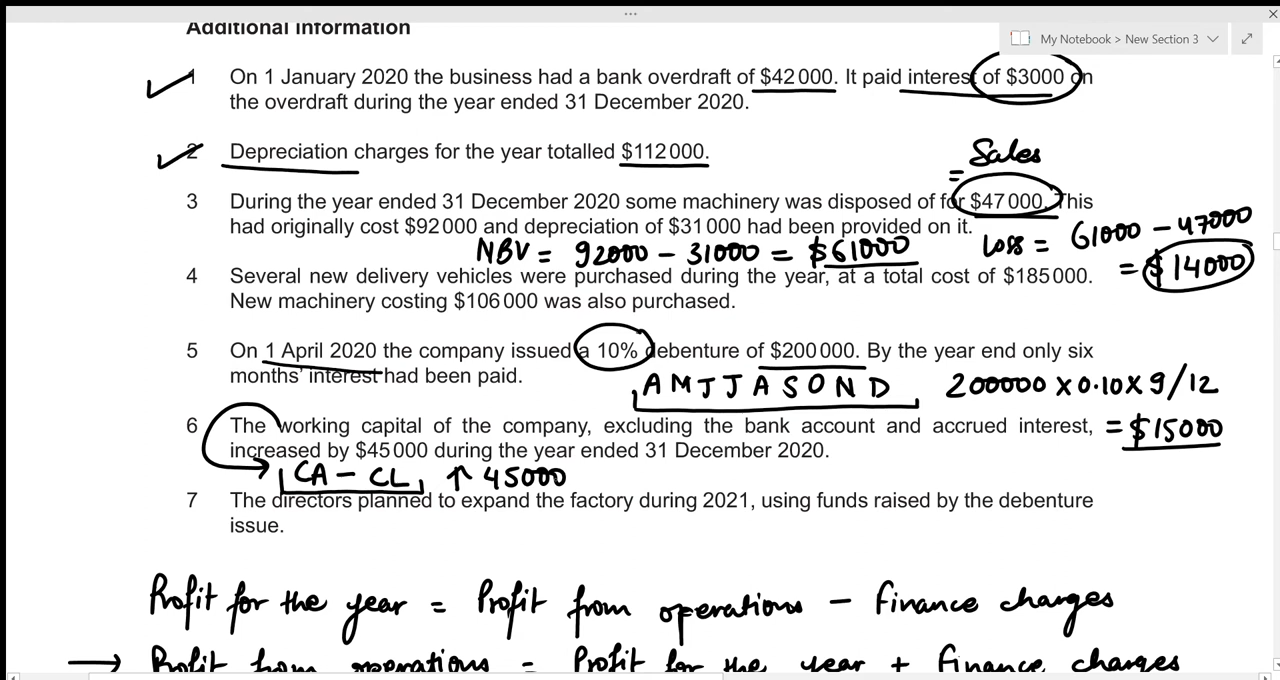 Additional information
My Notebook > New Section 3
1 On 1 January 2020 the business had a bank overdraft of $42 000. It paid interest of $3000 on
the overdraft during the year ended 31 December 2020.
2 Depreciation charges for the year totalled $112 000.
= Sales
3 During the year ended 31 December 2020 some machinery was disposed of for $47 000. This
had originally cost $92 000 and depreciation of $31 000 had been provided on it.
Loss = 61000 - 47000
= $14000
NBV = 92000 - 31000 = $61000
4 Several new delivery vehicles were purchased during the year, at a total cost of $185 000.
New machinery costing $106 000 was also purchased.
5 On 1 April 2020 the company issued a 10% debenture of $200 000. By the year end only six
months' interest had been paid.
A M J J A S O N D 200000 x 0.10 x 9/12
= $15000
6 The working capital of the company, excluding the bank account and accrued interest,
increased by $45 000 during the year ended 31 December 2020.
CA - CL ↑ 45000
7 The directors planned to expand the factory during 2021, using funds raised by the debenture
issue.
Profit for the year = Profit from operations - Finance charges
→ Profit from operations = Profit for the year + Finance charges